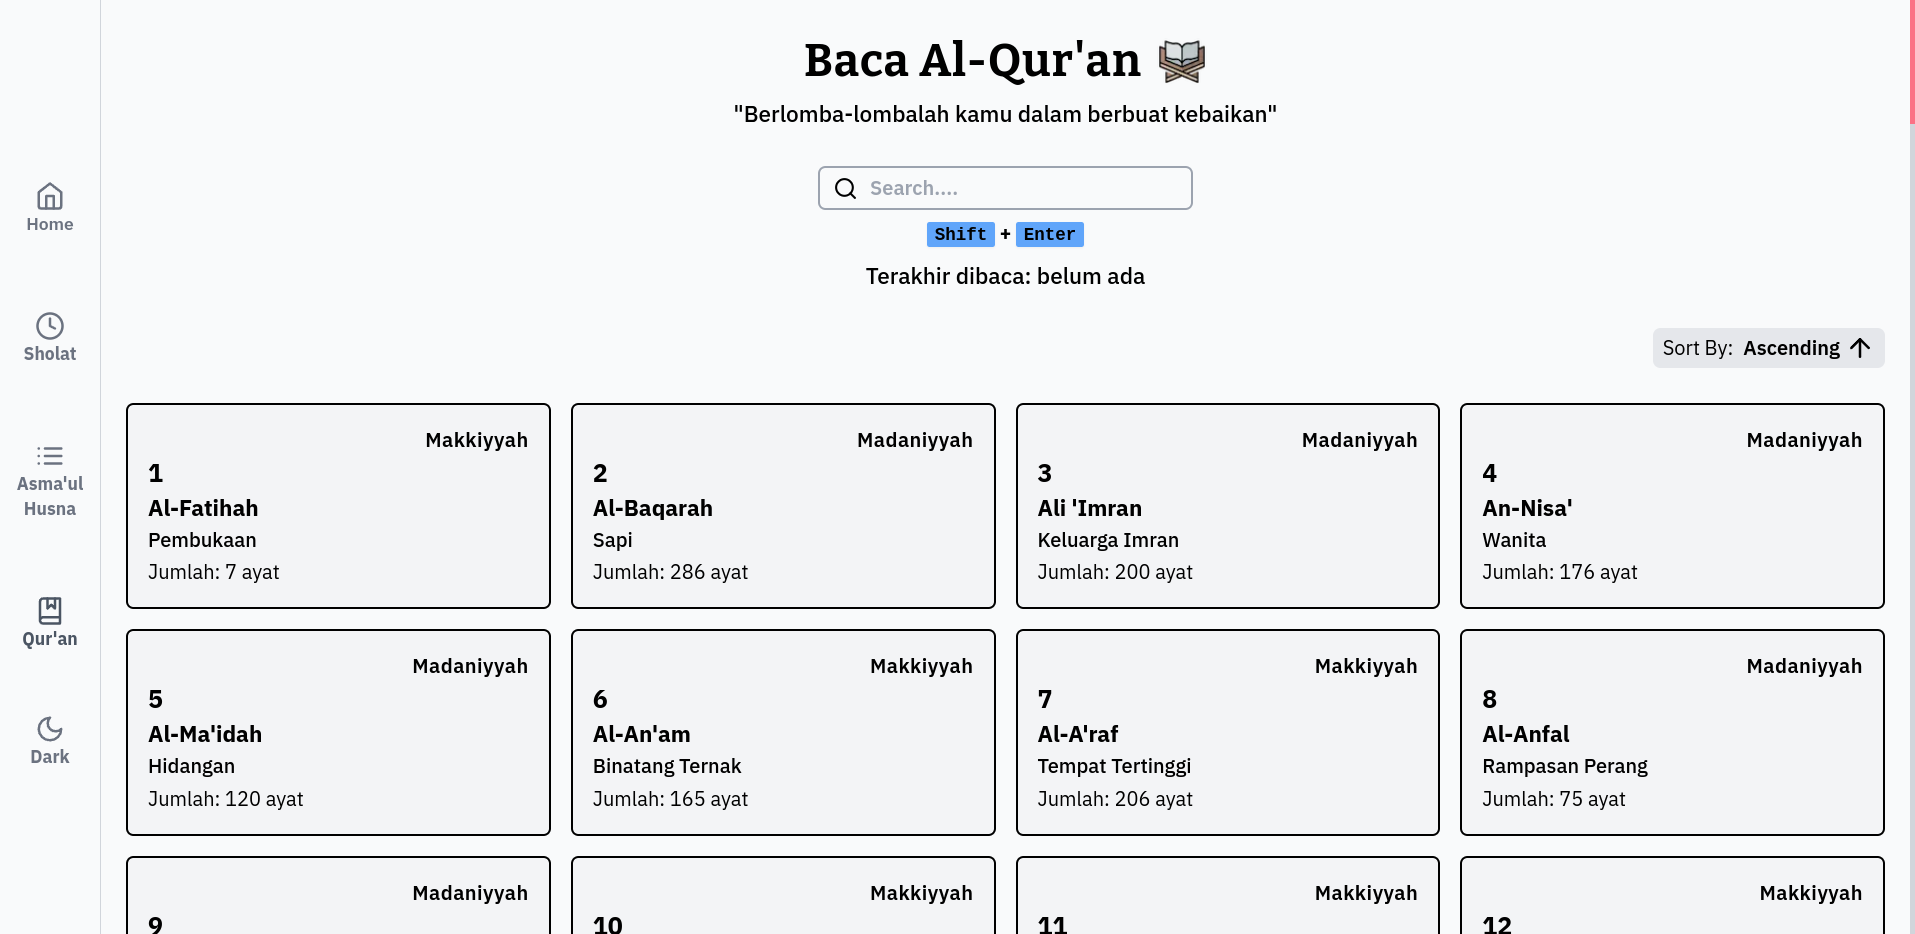 Baca Al-Qur'an
"Berlomba-lombalah kamu dalam berbuat kebaikan"
Search....
Shift + Enter
Terakhir dibaca: belum ada
Sort By: Ascending
Home
Sholat
Asma'ul
Husna
Qur'an
Dark
Makkiyyah
1
Al-Fatihah
Pembukaan
Jumlah: 7 ayat
Madaniyyah
2
Al-Baqarah
Sapi
Jumlah: 286 ayat
Madaniyyah
3
Ali 'Imran
Keluarga Imran
Jumlah: 200 ayat
Madaniyyah
4
An-Nisa'
Wanita
Jumlah: 176 ayat
Madaniyyah
5
Al-Ma'idah
Hidangan
Jumlah: 120 ayat
Makkiyyah
6
Al-An'am
Binatang Ternak
Jumlah: 165 ayat
Makkiyyah
7
Al-A'raf
Tempat Tertinggi
Jumlah: 206 ayat
Madaniyyah
8
Al-Anfal
Rampasan Perang
Jumlah: 75 ayat
Madaniyyah
9
Makkiyyah
10
Makkiyyah
11
Makkiyyah
12